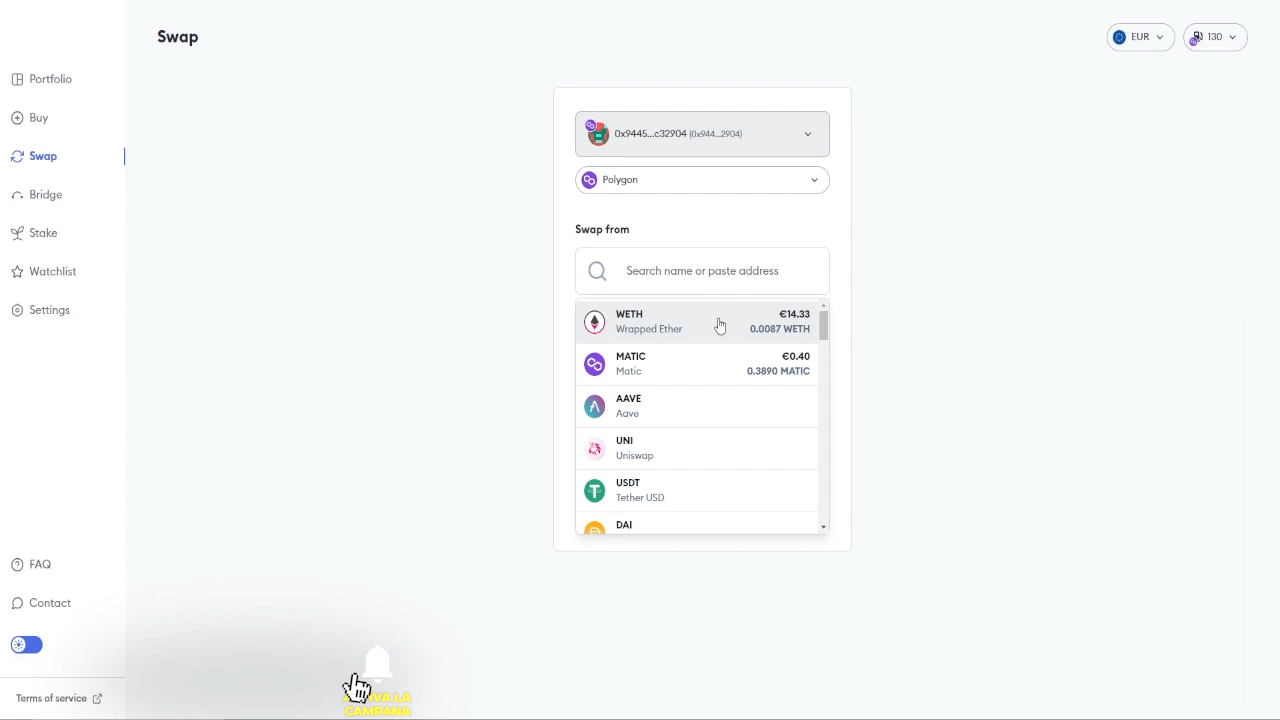 Swap
EUR
130
Portfolio
Buy
Swap
Bridge
Stake
Watchlist
Settings
0x9445...c32904 (0x944...2904)
Polygon
Swap from
Search name or paste address
WETH €14.33
Wrapped Ether 0.0087 WETH
MATIC €0.40
Matic 0.3890 MATIC
AAVE
Aave
UNI
Uniswap
USDT
Tether USD
DAI
FAQ
Contact
Terms of service
LA
CAMPANA